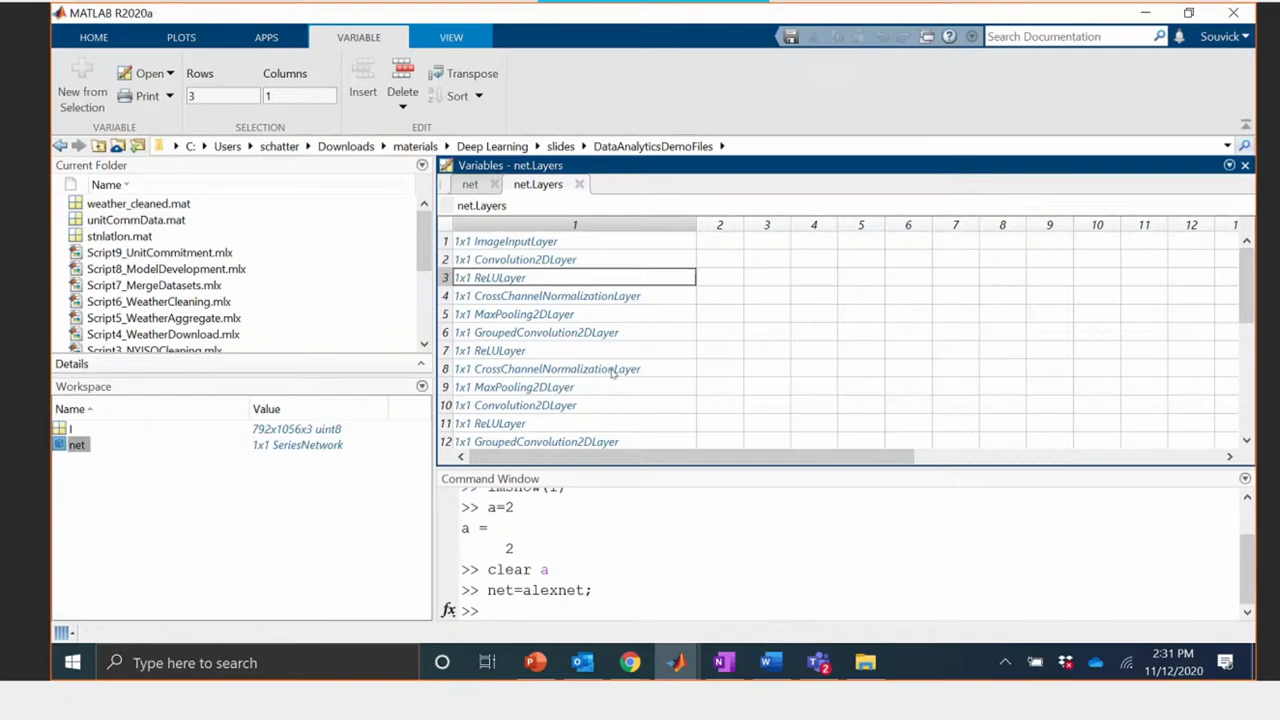 MATLAB R2020a
HOME PLOTS APPS VARIABLE VIEW Search Documentation Souvick
New from Selection Open Print Rows Columns 3 1 Insert Delete Transpose Sort
VARIABLE SELECTION EDIT
C: Users schatter Downloads materials Deep Learning slides DataAnalyticsDemoFiles
Current Folder
Name
weather_cleaned.mat
unitCommData.mat
Script9_UnitCommitment.mlx
Script8_ModelDevelopment.mlx
Script7_MergeDatasets.mlx
Script6_WeatherCleaning.mlx
Script5_WeatherAggregate.mlx
Script4_WeatherDownload.mlx
Script3_NYISOCleaning.mlx
Details
Workspace
Name Value
I 792x1056x3 uint8
net 1x1 SeriesNetwork
Variables - net.Layers
net net.Layers
net.Layers
1 2 3 4 5 6 7 8 9 10 11 12 1
1 1x1 ImageInputLayer
2 1x1 Convolution2DLayer
3 1x1 ReLULayer
4 1x1 CrossChannelNormalizationLayer
5 1x1 MaxPooling2DLayer
6 1x1 GroupedConvolution2DLayer
7 1x1 ReLULayer
8 1x1 CrossChannelNormalizationLayer
9 1x1 MaxPooling2DLayer
10 1x1 Convolution2DLayer
11 1x1 ReLULayer
12 1x1 GroupedConvolution2DLayer
Command Window
>> imshow(I)
>> a=2
a =
2
>> clear a
>> net=alexnet;
fx >>
Type here to search
2:31 PM
11/12/2020